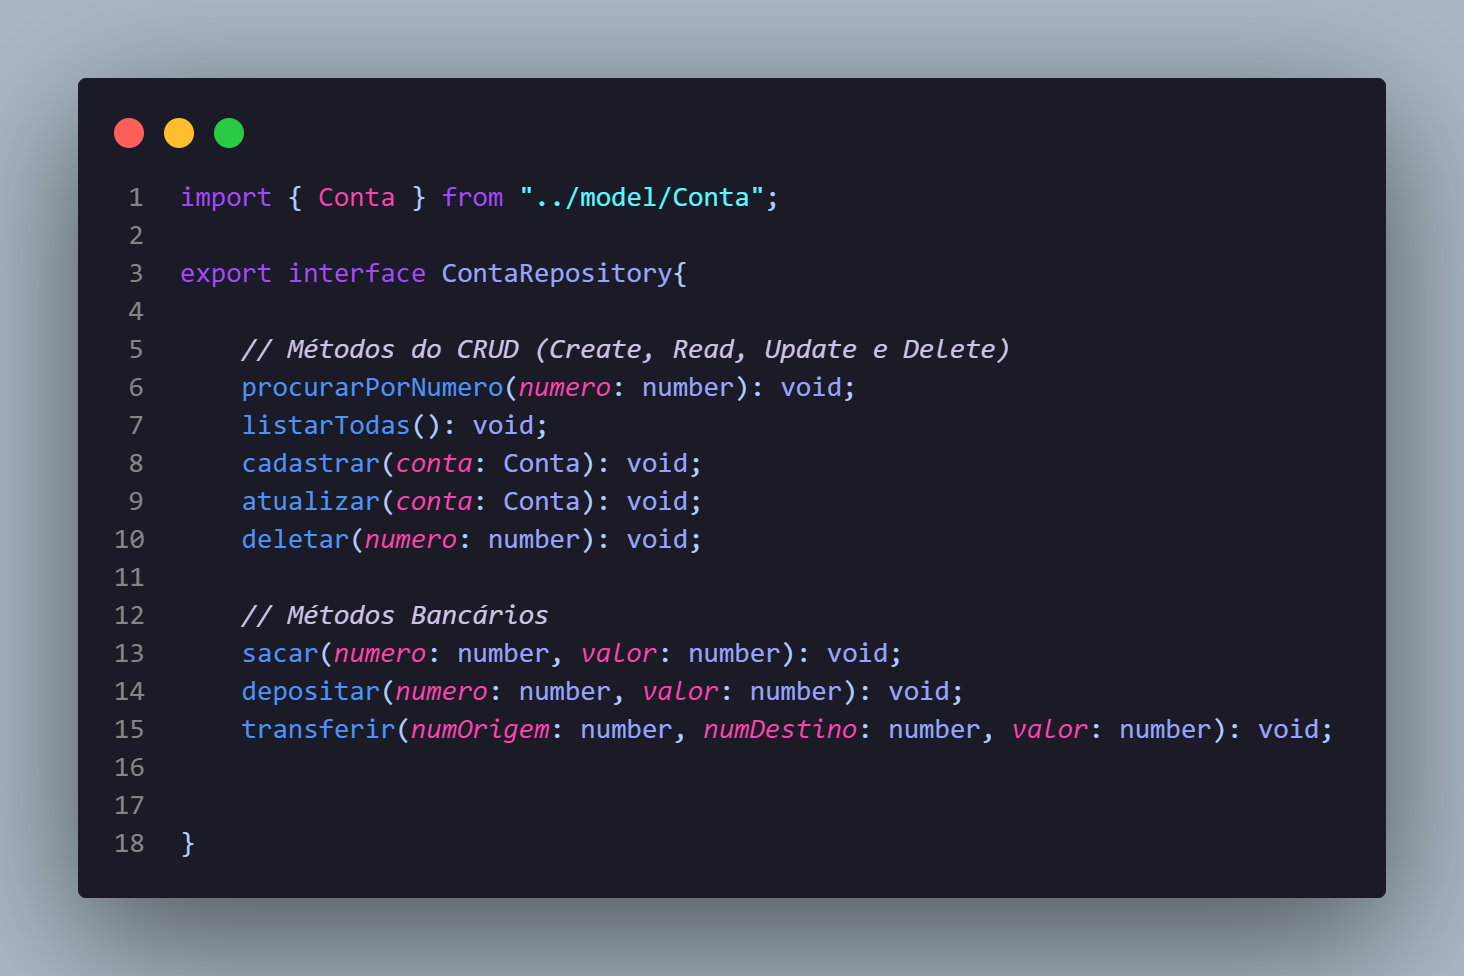 1 import { Conta } from "../model/Conta";
2
3 export interface ContaRepository{
4
5     // Métodos do CRUD (Create, Read, Update e Delete)
6     procurarPorNumero(numero: number): void;
7     listarTodas(): void;
8     cadastrar(conta: Conta): void;
9     atualizar(conta: Conta): void;
10     deletar(numero: number): void;
11
12     // Métodos Bancários
13     sacar(numero: number, valor: number): void;
14     depositar(numero: number, valor: number): void;
15     transferir(numOrigem: number, numDestino: number, valor: number): void;
16
17
18 }